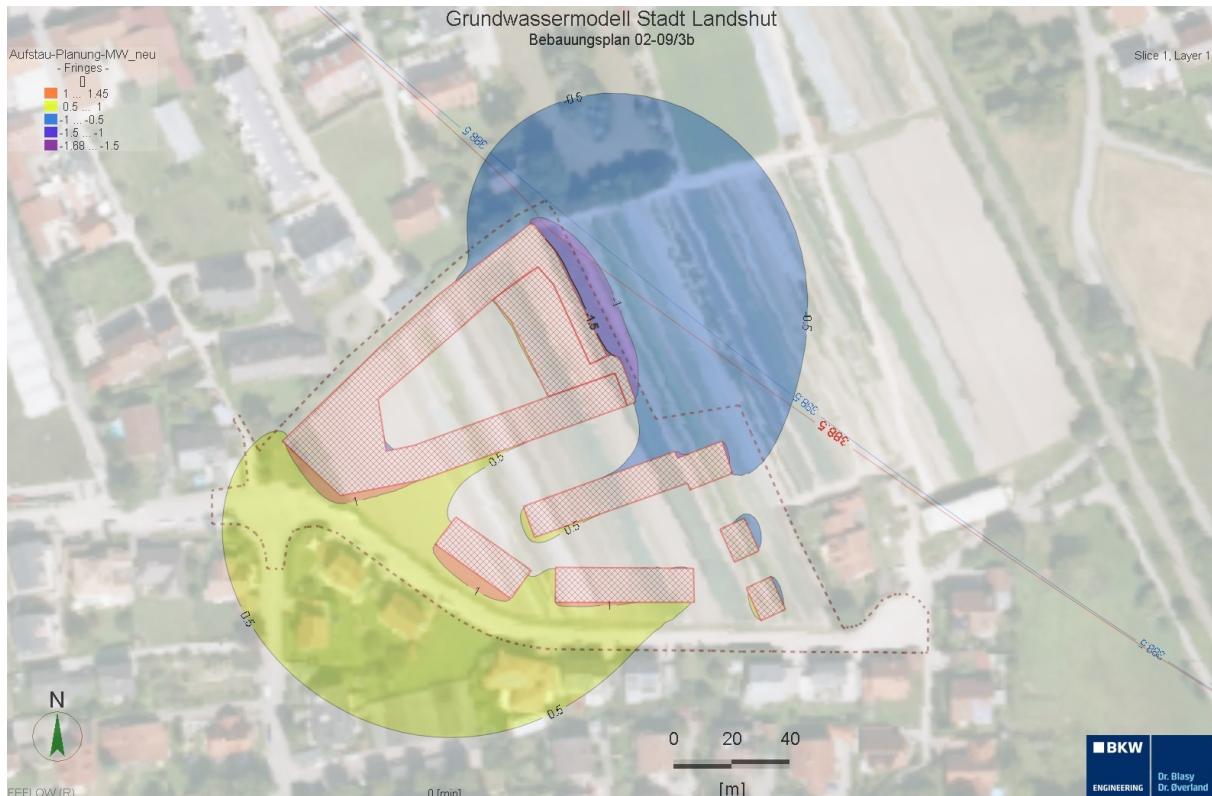 Grundwassermodell Stadt Landshut
Bebauungsplan 02-09/3b
Aufstau-Planung-MW_neu
- Fringes -
[]
1 ... 1.45
0.5 ... 1
-1 ... -0.5
-1.5 ... -1
-1.68 ... -1.5
Slice 1, Layer 1
-0.5
388.5
-1
-1.5
-0.5
388.5
388.5
0.5
1
0.5
1
1
0.5
0.5
388.5
N
0 20 40
[m]
FEFLOW (R)
0 [min]
BKW
ENGINEERING
Dr. Blasy
Dr. Øverland